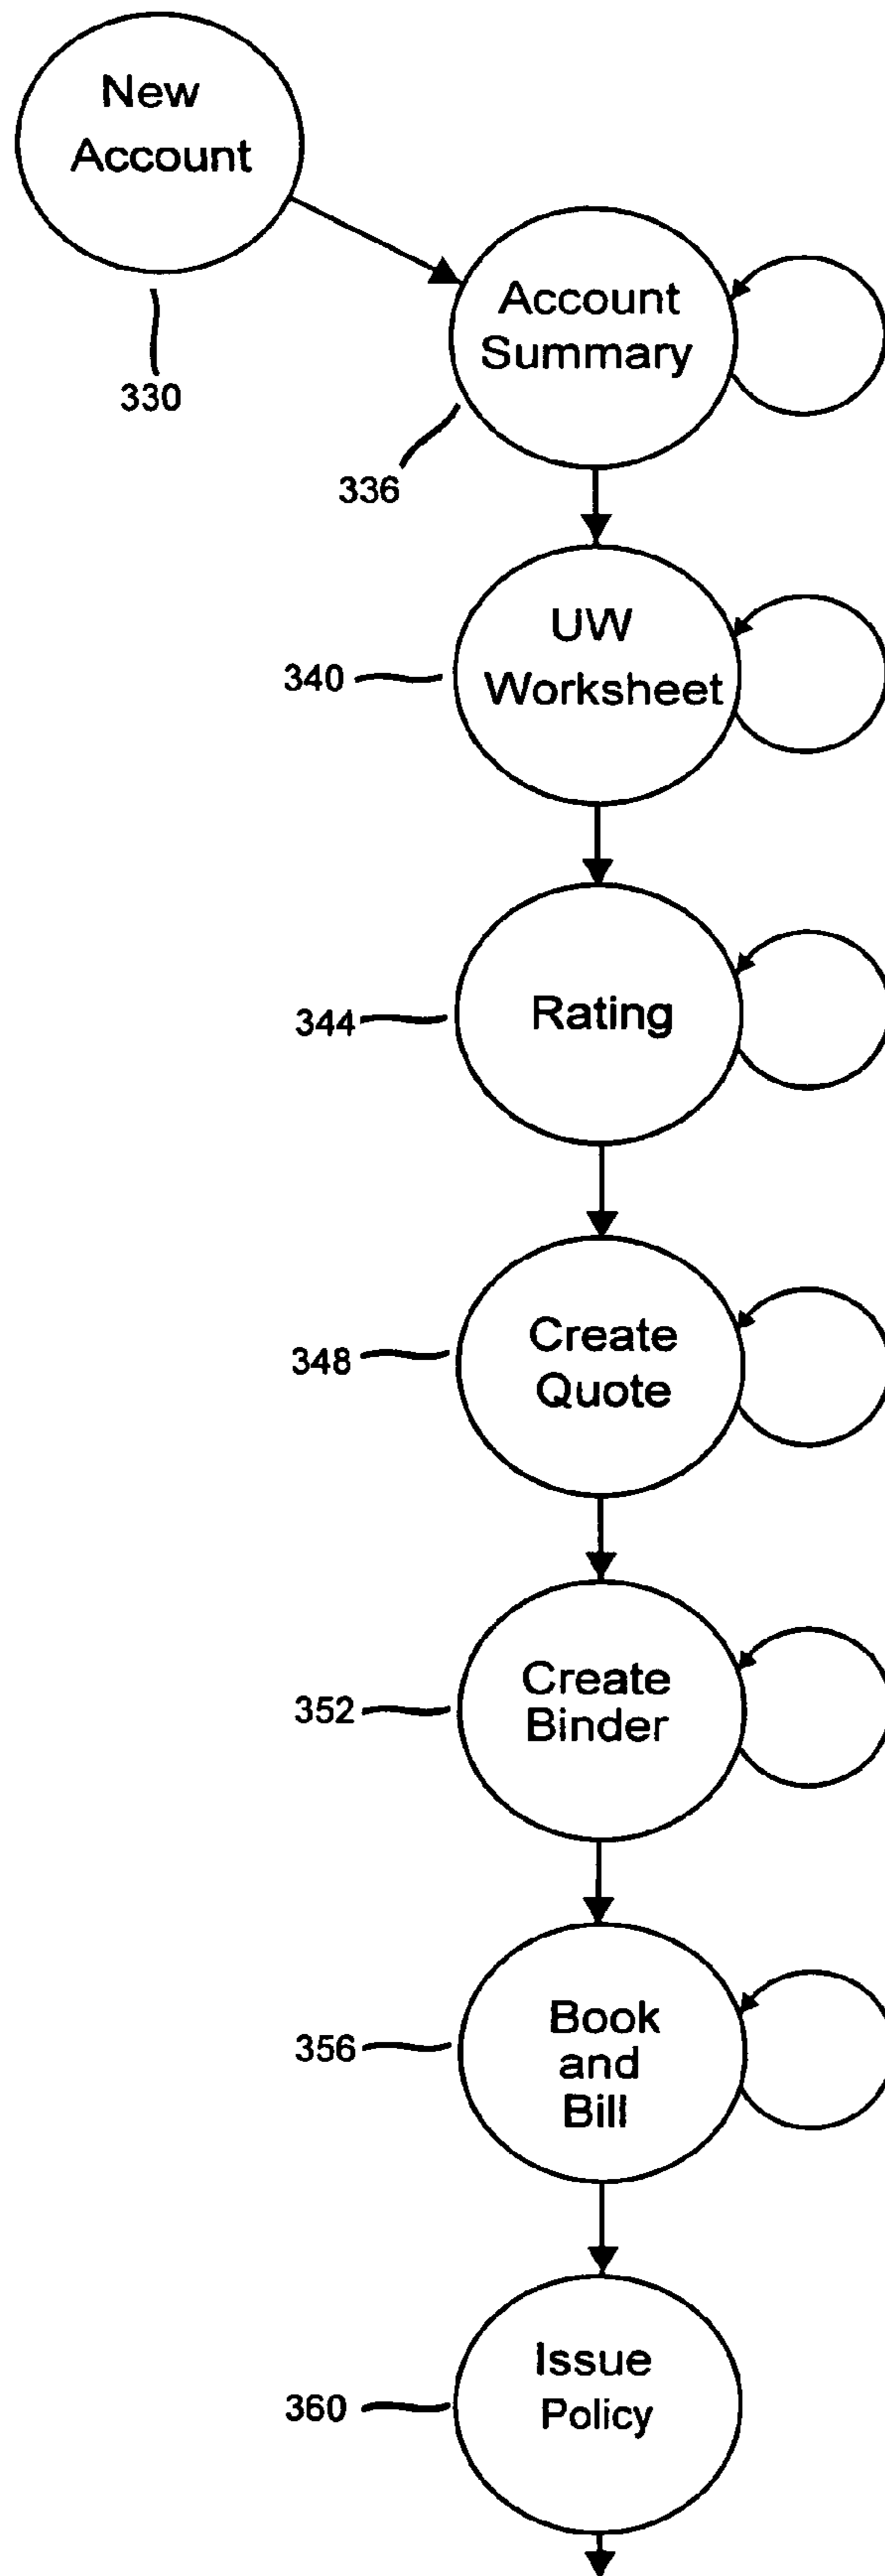 New
Account
330
Account
Summary
336
UW
Worksheet
340
Rating
344
Create
Quote
348
Create
Binder
352
Book
and
Bill
356
Issue
Policy
360